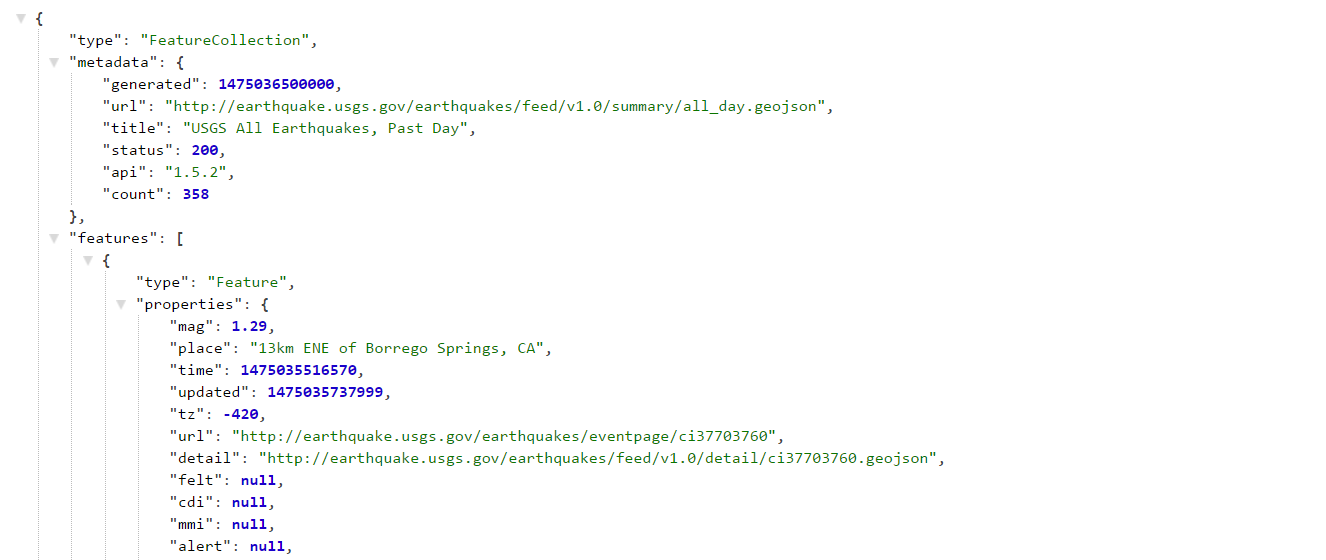 {
"type": "FeatureCollection",
"metadata": {
"generated": 1475036500000,
"url": "http://earthquake.usgs.gov/earthquakes/feed/v1.0/summary/all_day.geojson",
"title": "USGS All Earthquakes, Past Day",
"status": 200,
"api": "1.5.2",
"count": 358
},
"features": [
{
"type": "Feature",
"properties": {
"mag": 1.29,
"place": "13km ENE of Borrego Springs, CA",
"time": 1475035516570,
"updated": 1475035737999,
"tz": -420,
"url": "http://earthquake.usgs.gov/earthquakes/eventpage/ci37703760",
"detail": "http://earthquake.usgs.gov/earthquakes/feed/v1.0/detail/ci37703760.geojson",
"felt": null,
"cdi": null,
"mmi": null,
"alert": null,